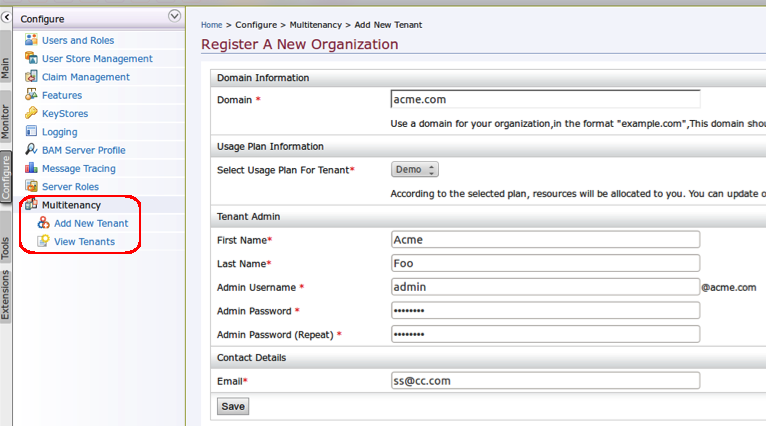 Main
Monitor
Configure
Tools
Extensions
Configure
Users and Roles
User Store Management
Claim Management
Features
KeyStores
Logging
BAM Server Profile
Message Tracing
Server Roles
Multitenancy
Add New Tenant
View Tenants
Home > Configure > Multitenancy > Add New Tenant
Register A New Organization
Domain Information
Domain * acme.com
Use a domain for your organization,in the format "example.com",This domain shou
Usage Plan Information
Select Usage Plan For Tenant* Demo
According to the selected plan, resources will be allocated to you. You can update o
Tenant Admin
First Name* Acme
Last Name* Foo
Admin Username * admin @acme.com
Admin Password * ••••••••
Admin Password (Repeat) * ••••••••
Contact Details
Email* ss@cc.com
Save